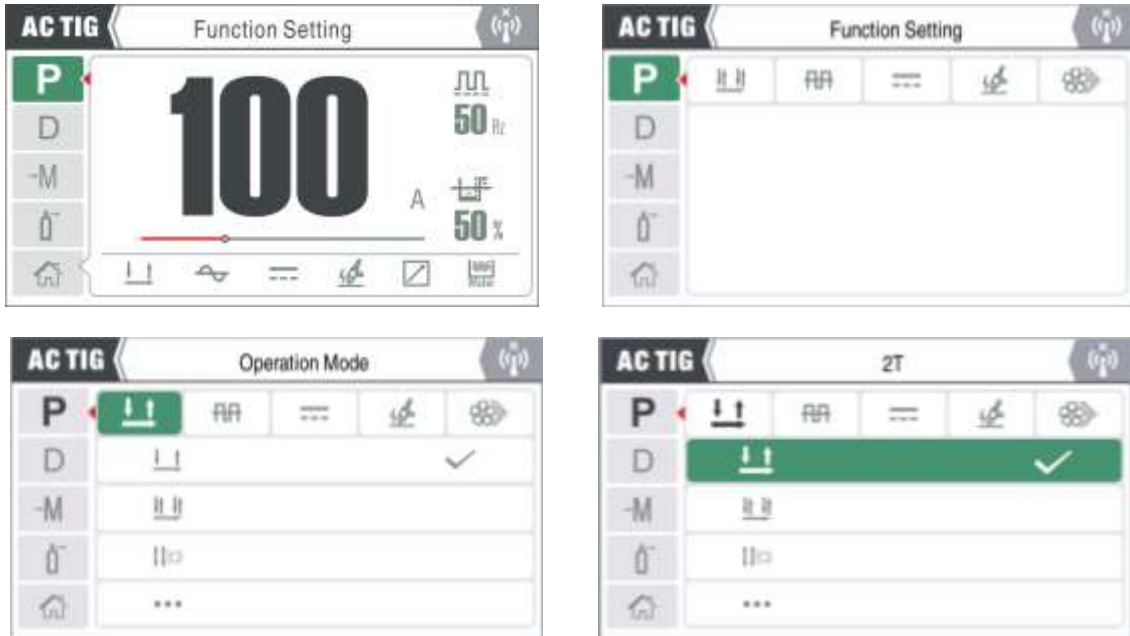 AC TIG Function Setting
P
D
-M
100 A
50 Hz
50 %
AC TIG Function Setting
P
D
-M
AC TIG Operation Mode
P
D
-M
AC TIG 2T
P
D
-M